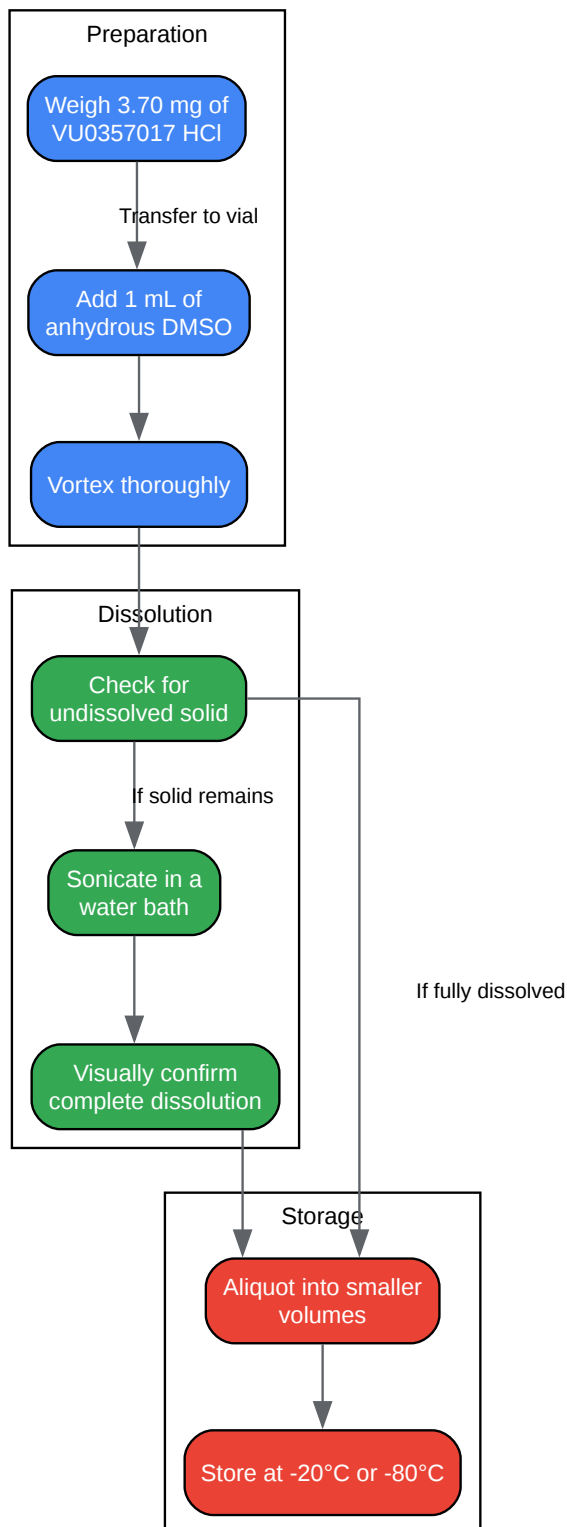 Preparation
Weigh 3.70 mg of
VU0357017 HCl
Transfer to vial
Add 1 mL of
anhydrous DMSO
Vortex thoroughly
Dissolution
Check for
undissolved solid
If solid remains
Sonicate in a
water bath
If fully dissolved
Visually confirm
complete dissolution
Storage
Aliquot into smaller
volumes
Store at -20°C or -80°C